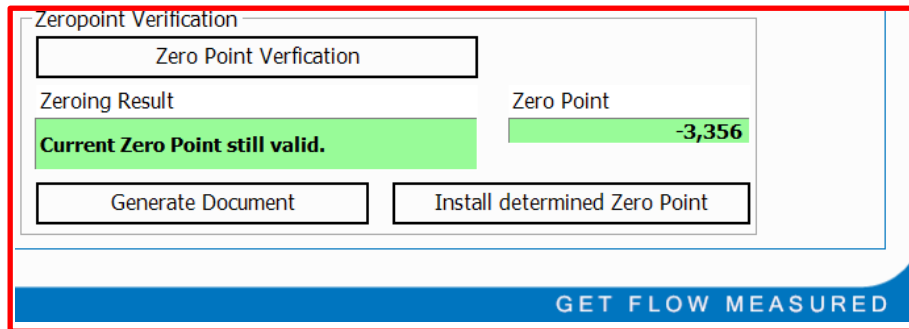 Zeropoint Verification
Zero Point Verfication
Zeroing Result
Zero Point
Current Zero Point still valid.
-3,356
Generate Document
Install determined Zero Point
GET FLOW MEASURED